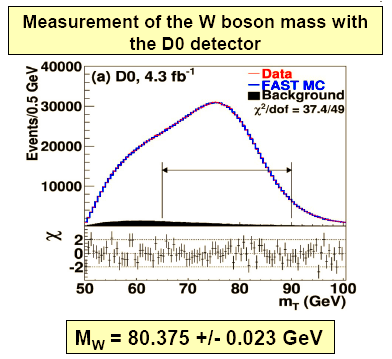 Measurement of the W boson mass with
the D0 detector
(a) D0, 4.3 fb⁻¹
Data
FAST MC
Background
χ²/dof = 37.4/49
Events/0.5 GeV
40000
30000
20000
10000
χ
2
0
-2
50 60 70 80 90 100
m_T (GeV)
M_W = 80.375 +/- 0.023 GeV